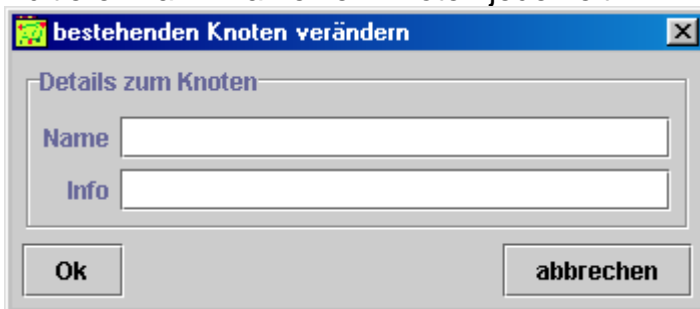 bestehenden Knoten verändern
Details zum Knoten
Name
Info
Ok
abbrechen